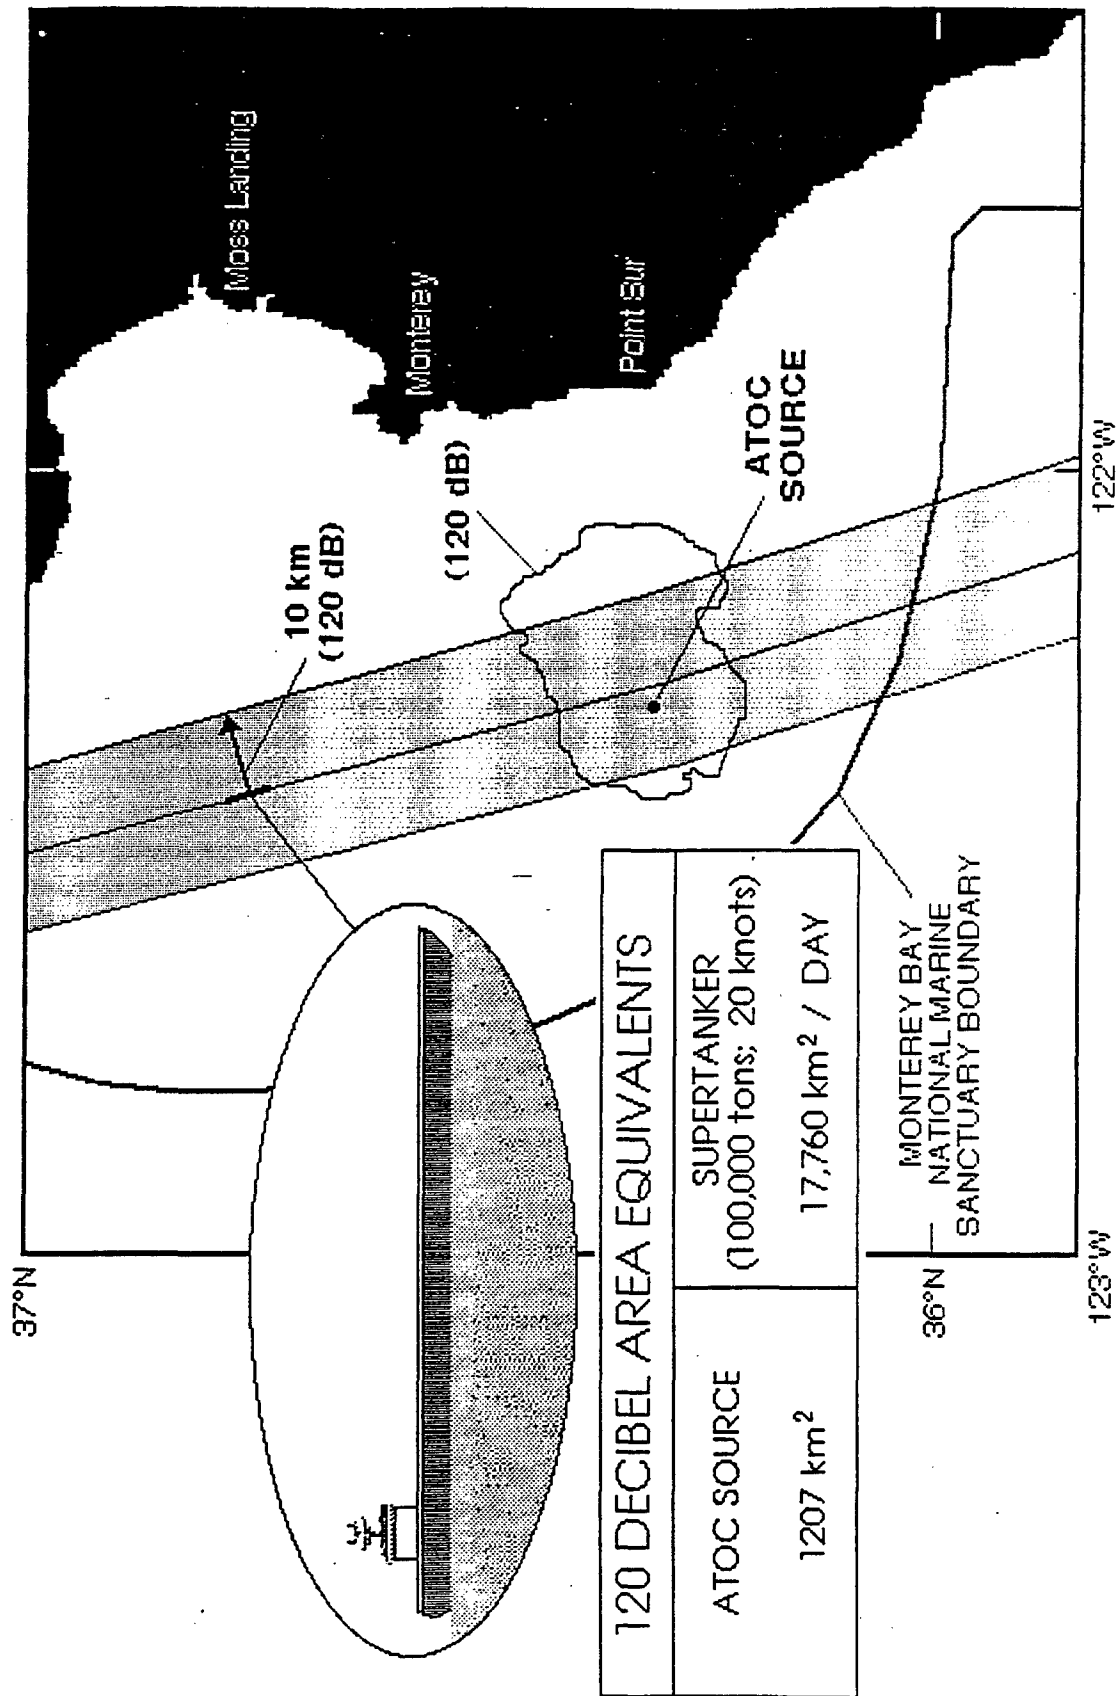 37°N
Moss Landing
10 km
(120 dB)
Monterey
(120 dB)
Point Sur
ATOC
SOURCE
120 DECIBEL AREA EQUIVALENTS
ATOC SOURCE
1207 km²
SUPERTANKER
(100,000 tons; 20 knots)
17,760 km² / DAY
MONTEREY BAY
NATIONAL MARINE
SANCTUARY BOUNDARY
36°N
123°W
122°W